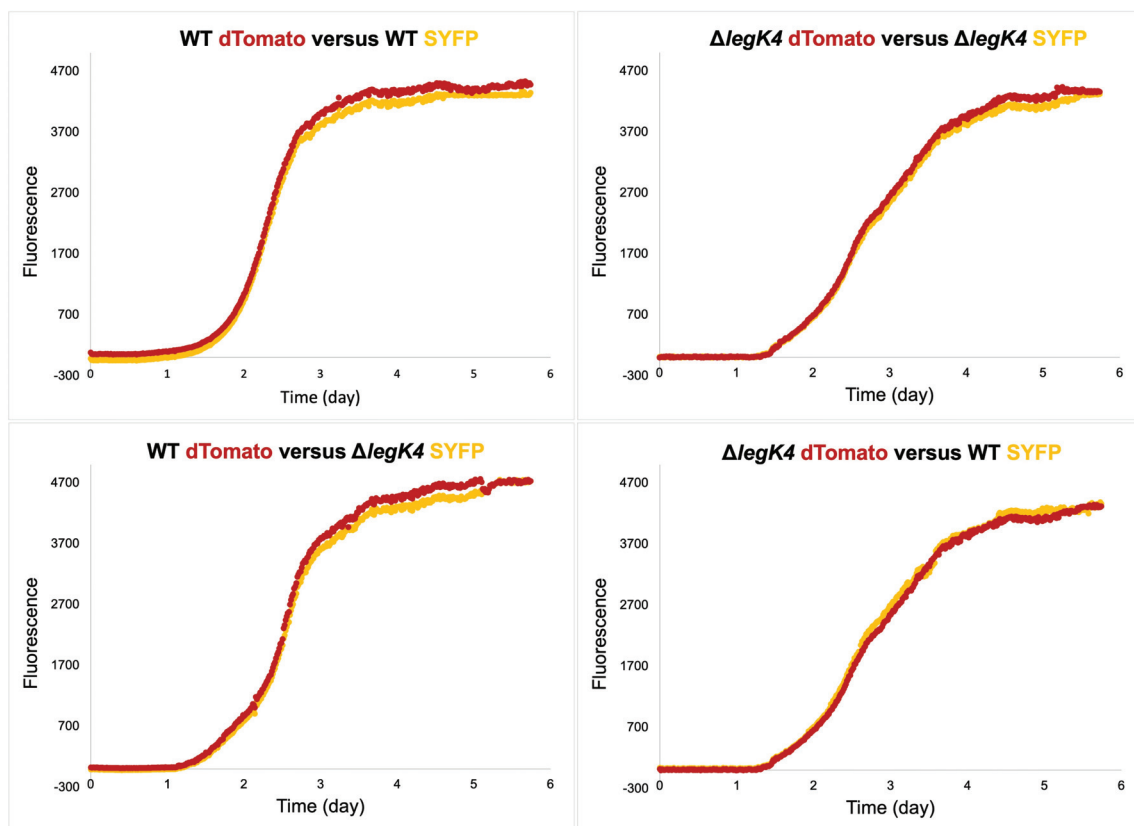 WT dTomato versus WT SYFP
4700
3700
2700
1700
700
-300
Fluorescence
0 1 2 3 4 5 6
Time (day)
ΔlegK4 dTomato versus ΔlegK4 SYFP
4700
3700
2700
1700
700
-300
Fluorescence
0 1 2 3 4 5 6
Time (day)
WT dTomato versus ΔlegK4 SYFP
4700
3700
2700
1700
700
-300
Fluorescence
0 1 2 3 4 5 6
Time (day)
ΔlegK4 dTomato versus WT SYFP
4700
3700
2700
1700
700
-300
Fluorescence
0 1 2 3 4 5 6
Time (day)